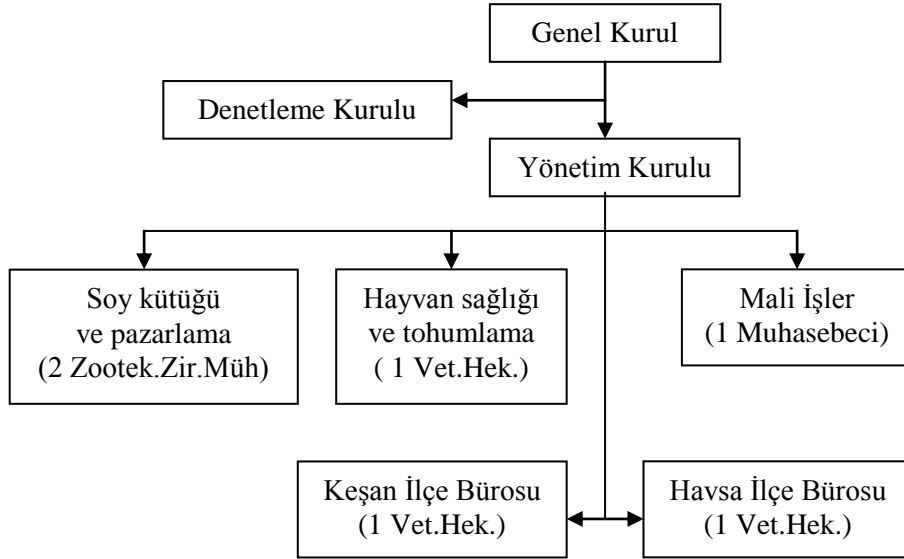 Genel Kurul
Denetleme Kurulu
Yönetim Kurulu
Soy kütüğü
ve pazarlama
(2 Zootek.Zir.Müh)
Hayvan sağlığı
ve tohumlama
( 1 Vet.Hek.)
Mali İşler
(1 Muhasebeci)
Keşan İlçe Bürosu
(1 Vet.Hek.)
Havsa İlçe Bürosu
(1 Vet.Hek.)